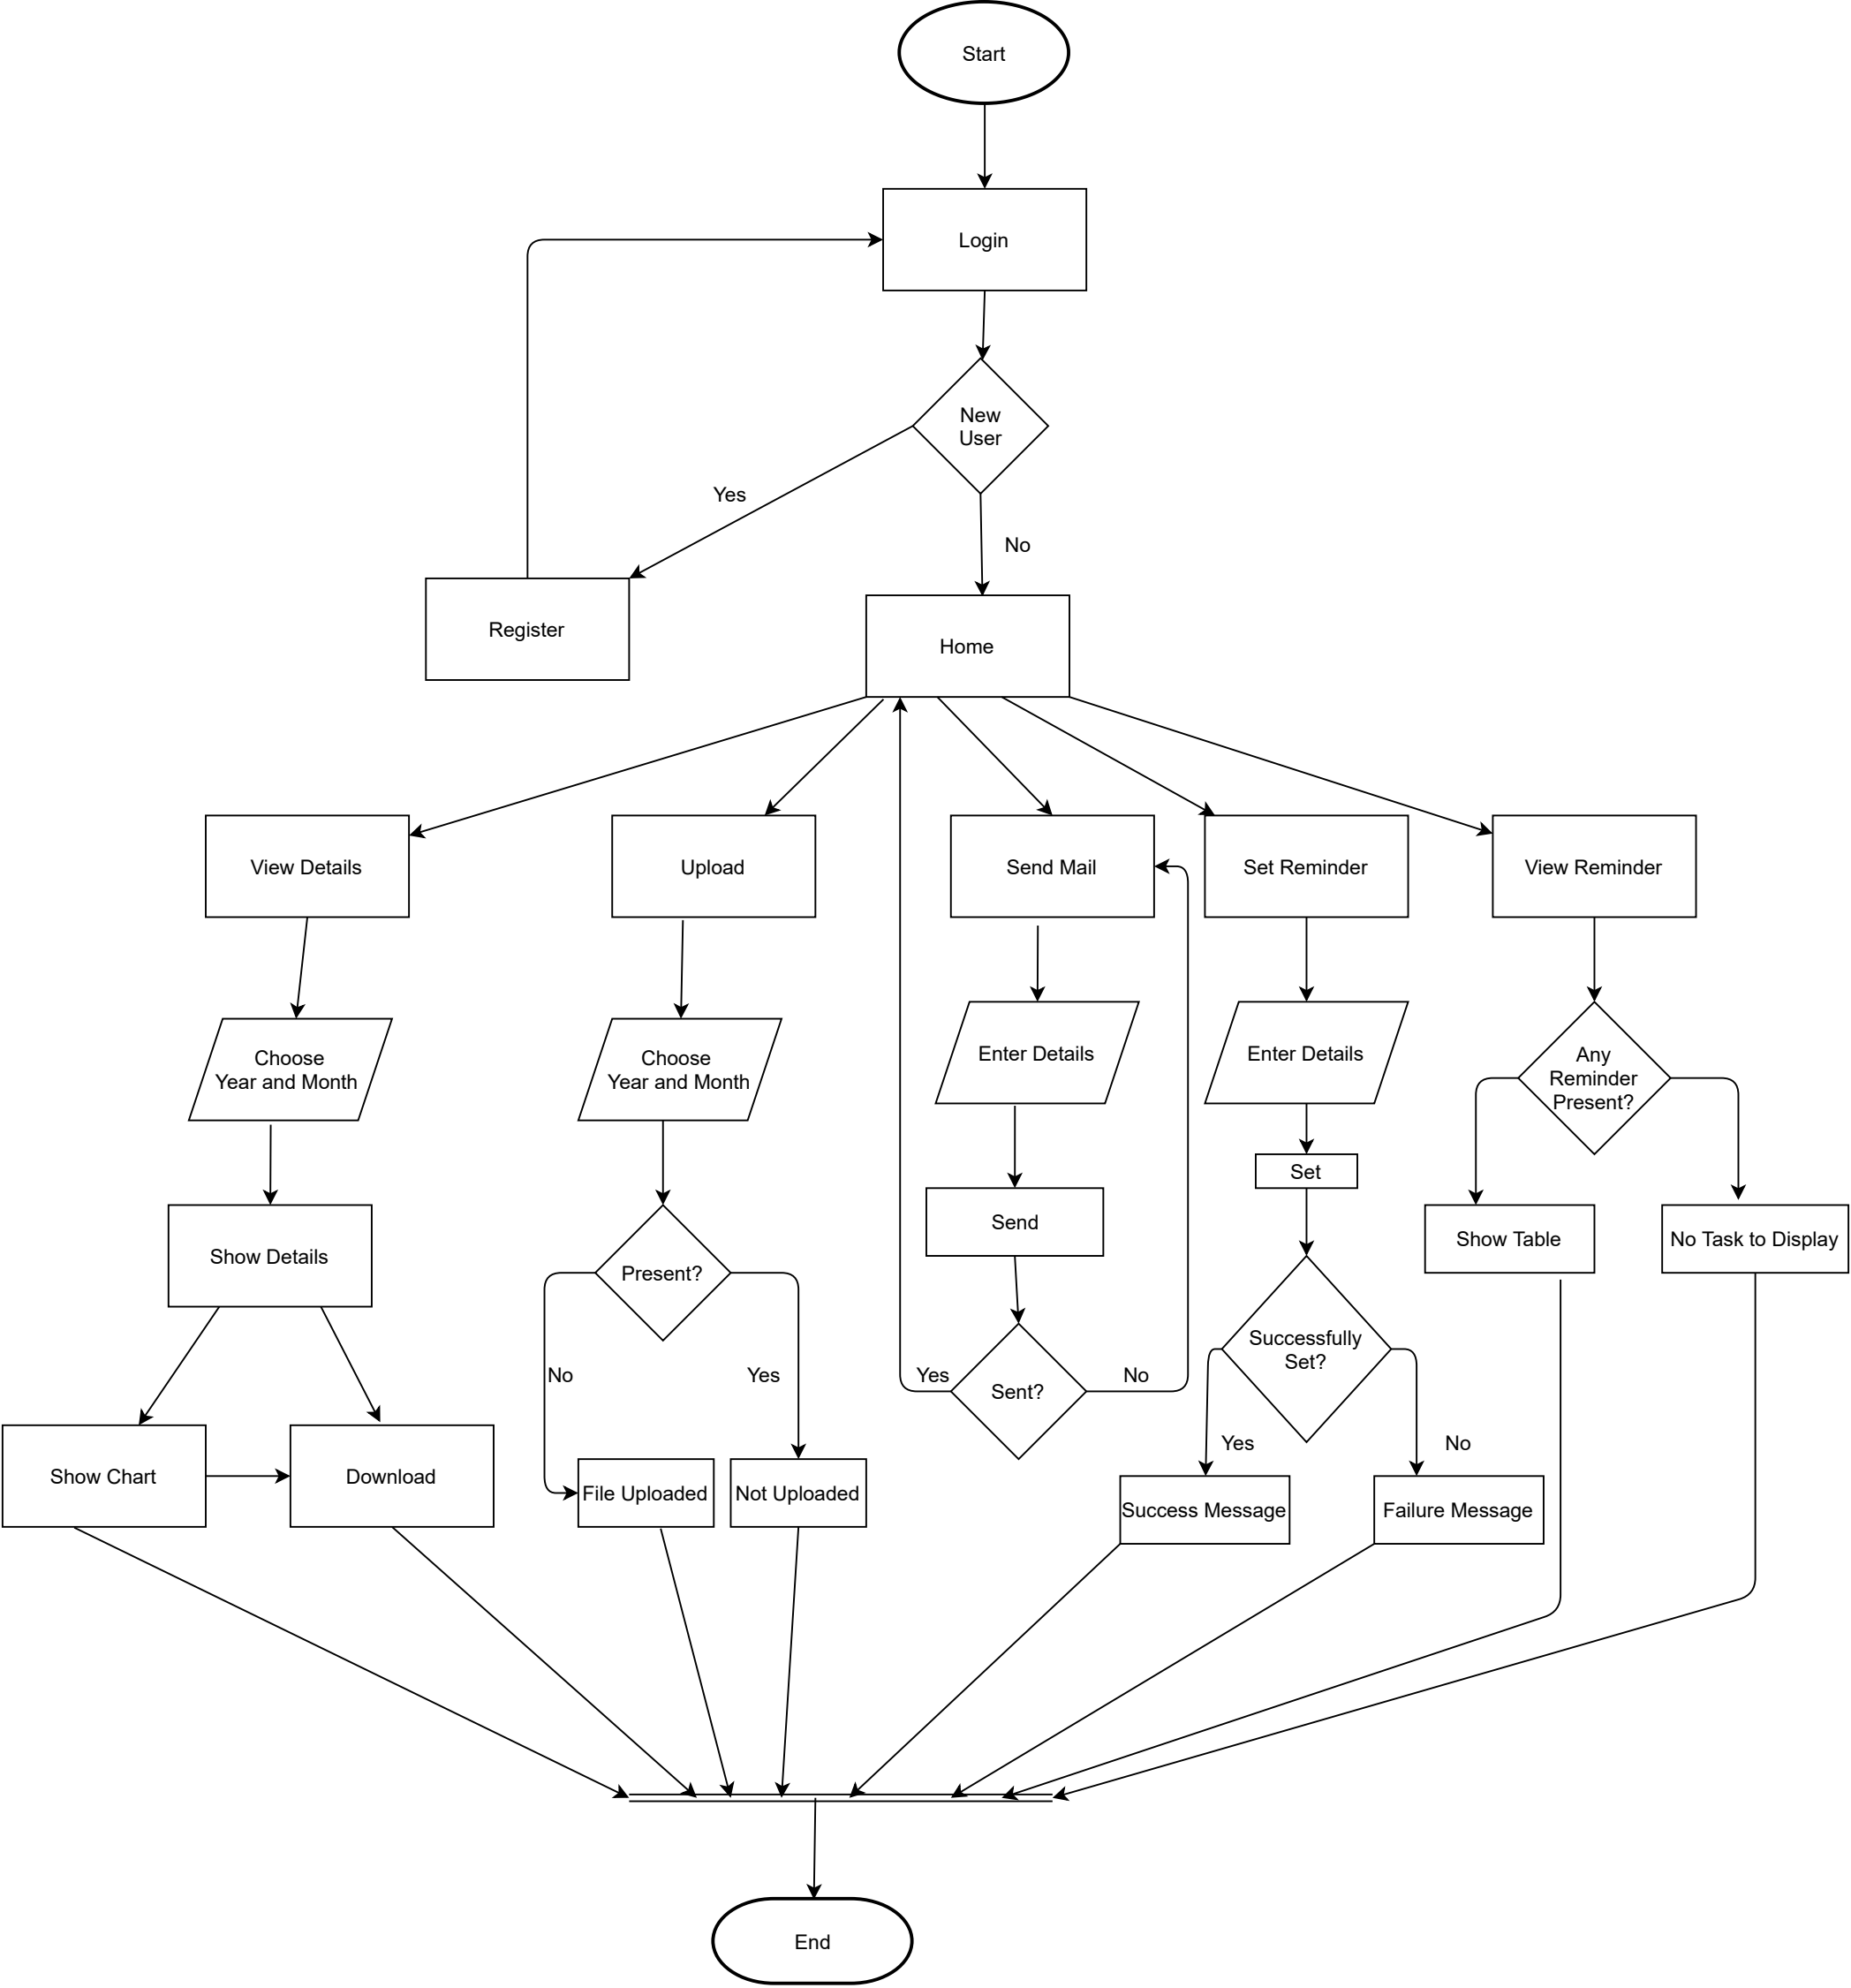 Start
Login
New
User
Yes
No
Register
Home
View Details
Upload
Send Mail
Set Reminder
View Reminder
Choose
Year and Month
Choose
Year and Month
Enter Details
Enter Details
Any
Reminder
Present?
Set
Show Details
Present?
Send
Show Table
No Task to Display
Successfully
Set?
No
Yes
Yes
Sent?
No
Yes
No
Show Chart
Download
File Uploaded
Not Uploaded
Success Message
Failure Message
End